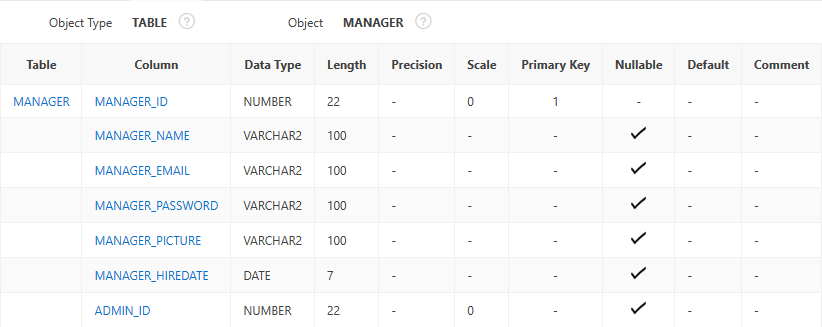 Object Type TABLE ? Object MANAGER ?
Table Column Data Type Length Precision Scale Primary Key Nullable Default Comment
MANAGER MANAGER_ID NUMBER 22 - 0 1 - - -
MANAGER_NAME VARCHAR2 100 - - - ✓ - -
MANAGER_EMAIL VARCHAR2 100 - - - ✓ - -
MANAGER_PASSWORD VARCHAR2 100 - - - ✓ - -
MANAGER_PICTURE VARCHAR2 100 - - - ✓ - -
MANAGER_HIREDATE DATE 7 - - - ✓ - -
ADMIN_ID NUMBER 22 - 0 - ✓ - -